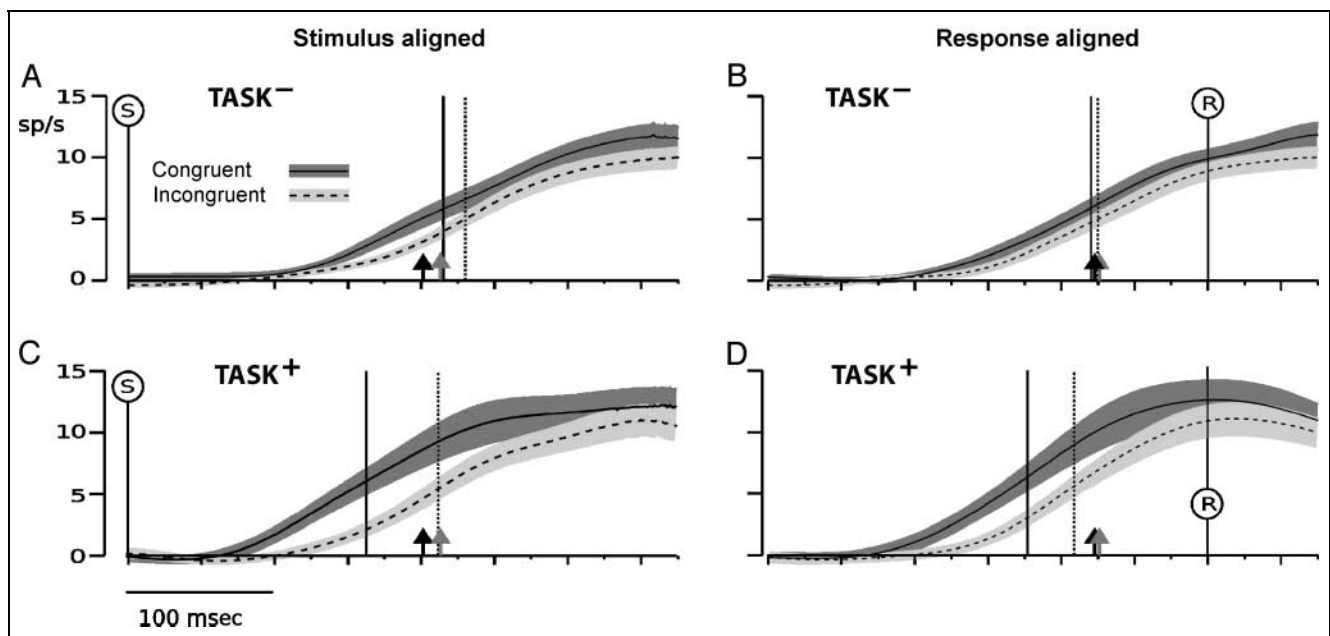 Stimulus aligned
Response aligned
A
TASK−
S
15
sp/s
10
5
0
Congruent
Incongruent
B
TASK−
R
C
TASK+
S
15
10
5
0
100 msec
D
TASK+
R